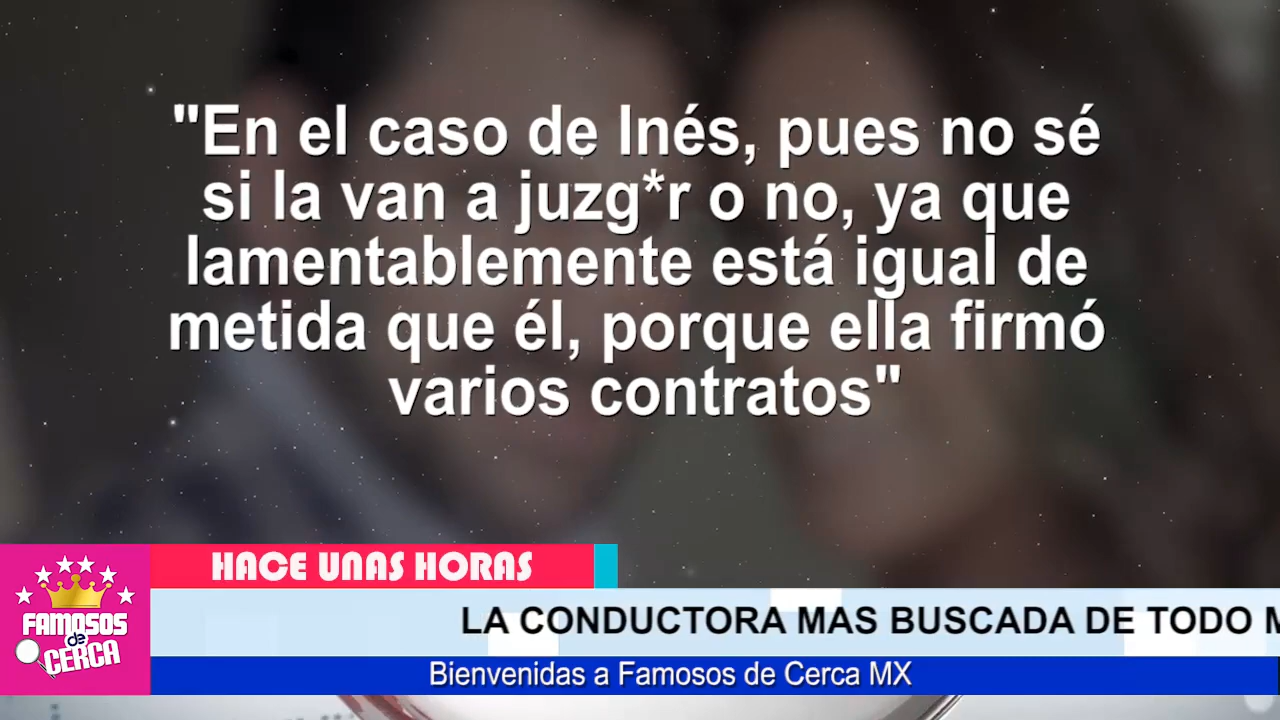 "En el caso de Inés, pues no sé
si la van a juzg*r o no, ya que
lamentablemente está igual de
metida que él, porque ella firmó
varios contratos"
HACE UNAS HORAS
FAMOSOS
de
CERCA
LA CONDUCTORA MAS BUSCADA DE TODO M
Bienvenidas a Famosos de Cerca MX